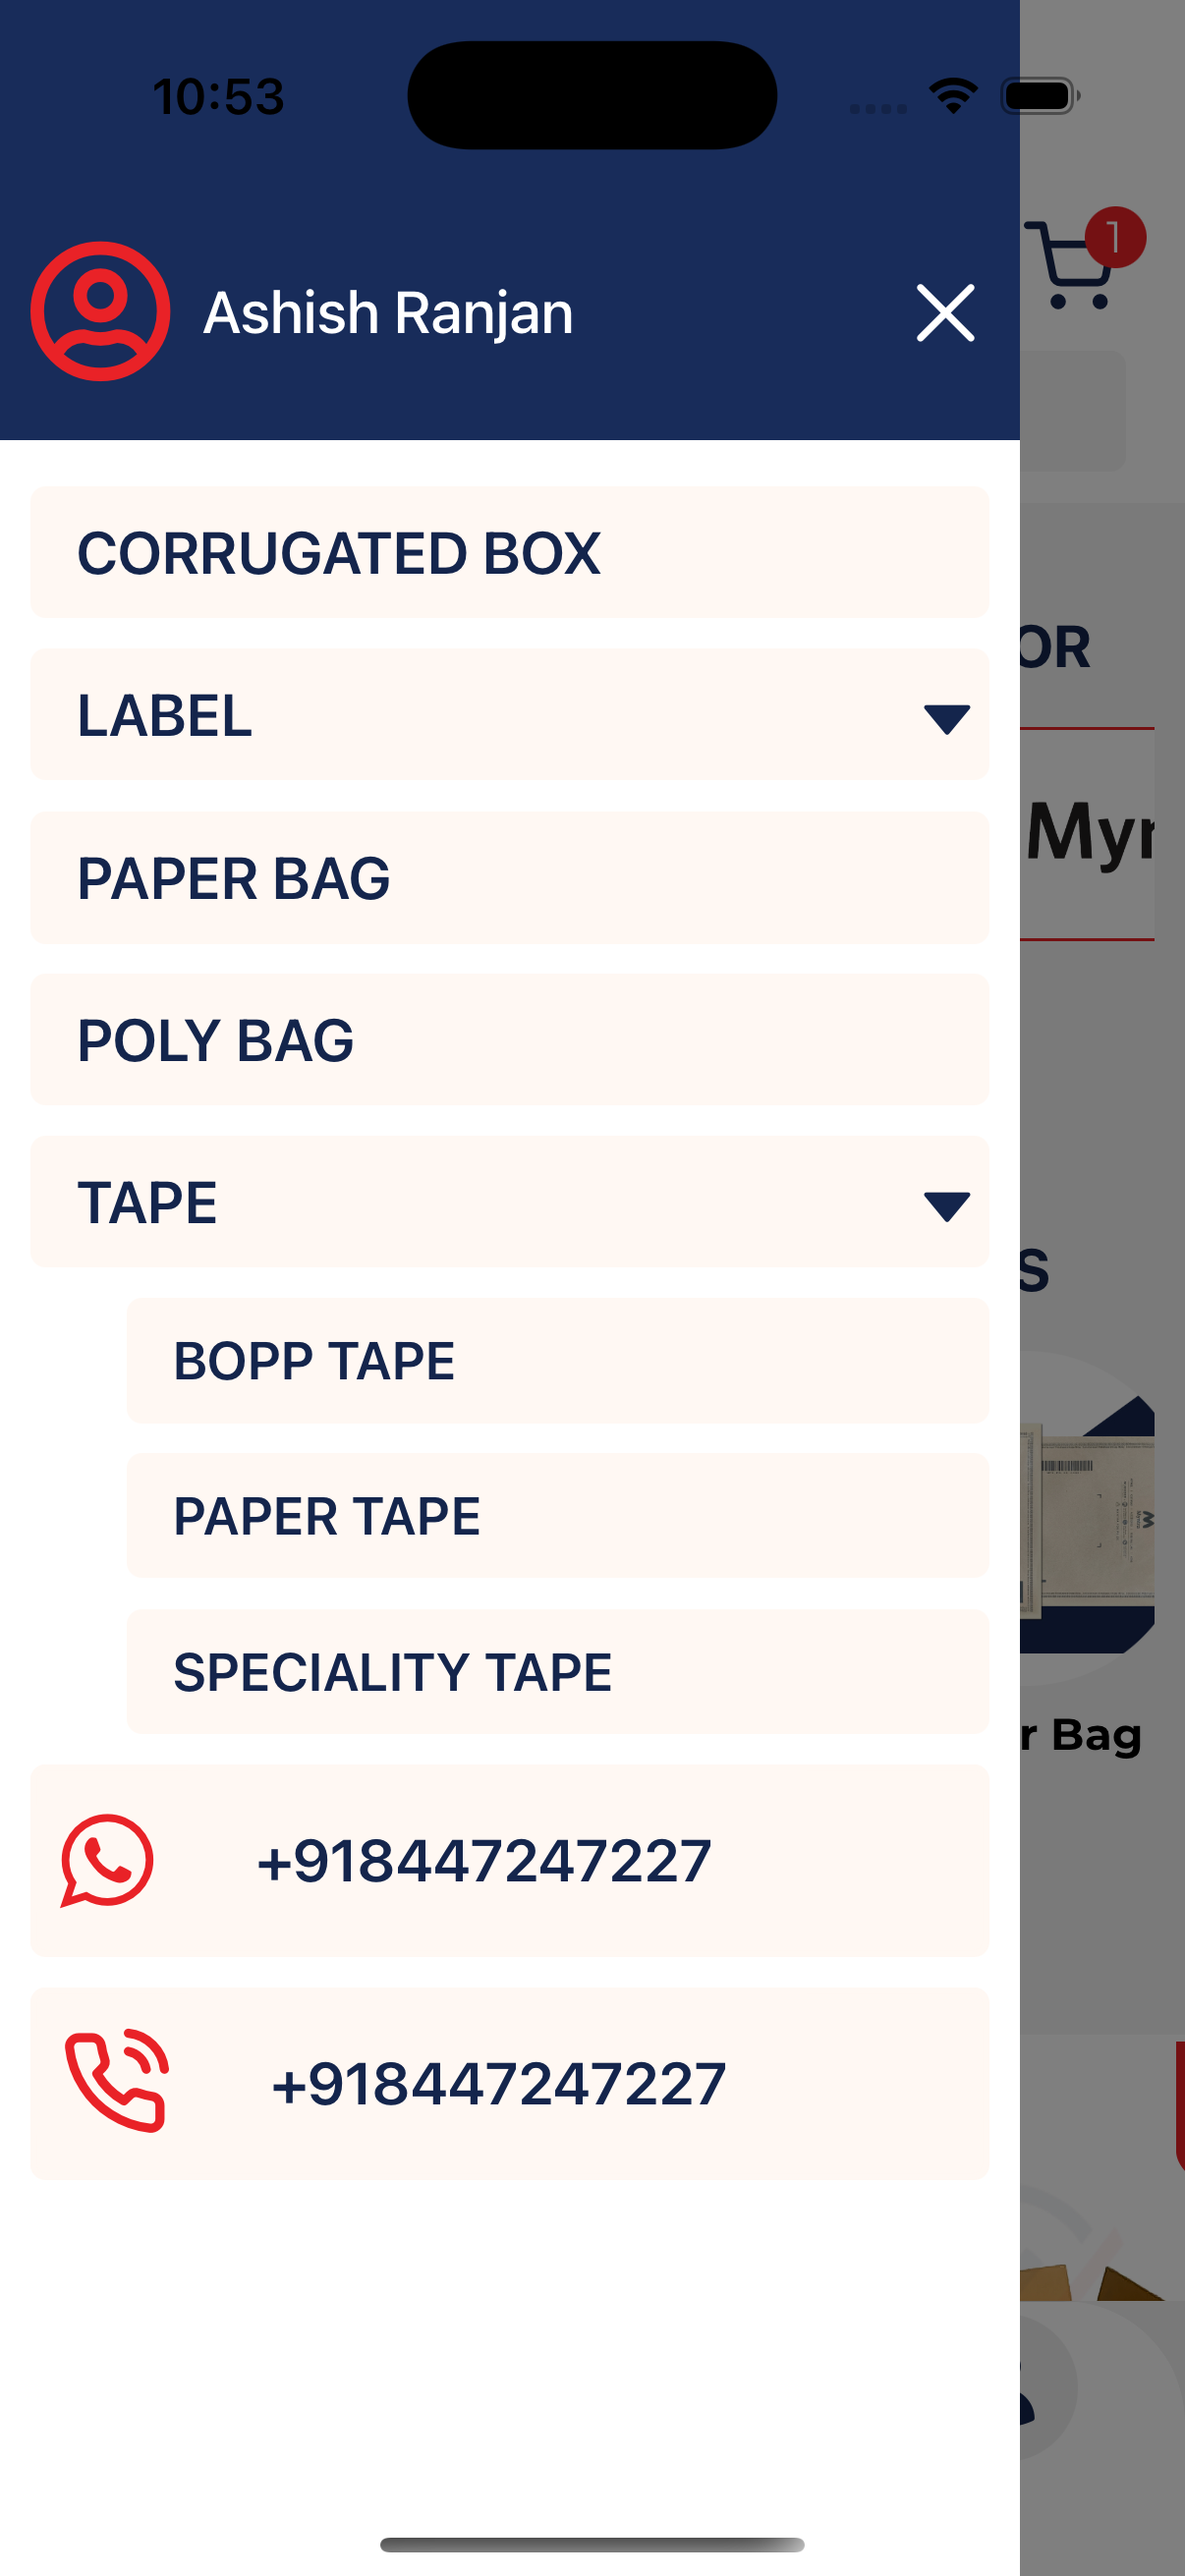 10:53
1
Ashish Ranjan
CORRUGATED BOX
OR
LABEL
PAPER BAG
POLY BAG
TAPE
S
BOPP TAPE
PAPER TAPE
SPECIALITY TAPE
r Bag
+918447247227
+918447247227